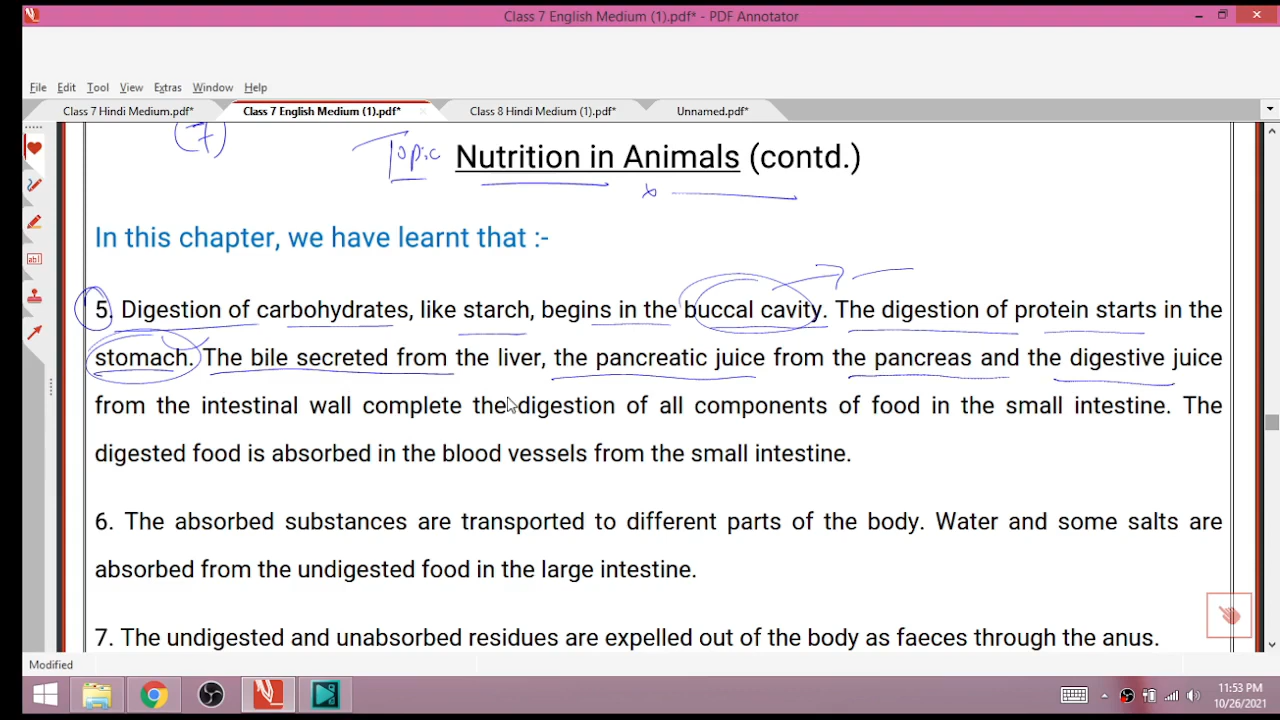 Class 7 English Medium (1).pdf* - PDF Annotator
File Edit Tool View Extras Window Help
Class 7 Hindi Medium.pdf* Class 7 English Medium (1).pdf* Class 8 Hindi Medium (1).pdf* Unnamed.pdf*
(7)
Topic Nutrition in Animals (contd.)
In this chapter, we have learnt that :-
5. Digestion of carbohydrates, like starch, begins in the buccal cavity. The digestion of protein starts in the
stomach. The bile secreted from the liver, the pancreatic juice from the pancreas and the digestive juice
from the intestinal wall complete the digestion of all components of food in the small intestine. The
digested food is absorbed in the blood vessels from the small intestine.
6. The absorbed substances are transported to different parts of the body. Water and some salts are
absorbed from the undigested food in the large intestine.
7. The undigested and unabsorbed residues are expelled out of the body as faeces through the anus.
Modified
11:53 PM
10/26/2021